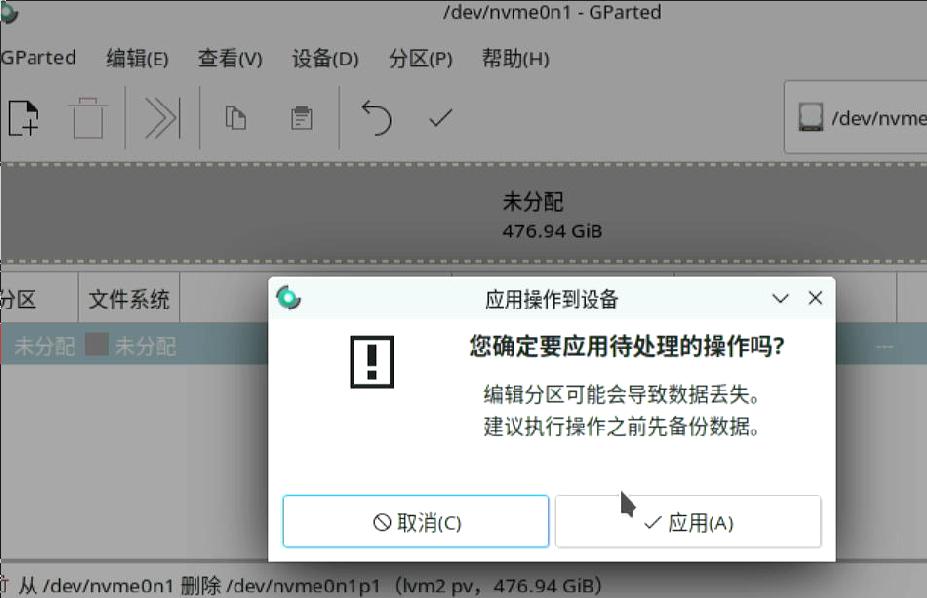 /dev/nvme0n1 - GParted
GParted 编辑(E) 查看(V) 设备(D) 分区(P) 帮助(H)
/dev/nvme
未分配
476.94 GiB
分区 文件系统
未分配 未分配 ---
应用操作到设备
您确定要应用待处理的操作吗?
编辑分区可能会导致数据丢失。
建议执行操作之前先备份数据。
取消(C) 应用(A)
从 /dev/nvme0n1 删除 /dev/nvme0n1p1（lvm2 pv，476.94 GiB）